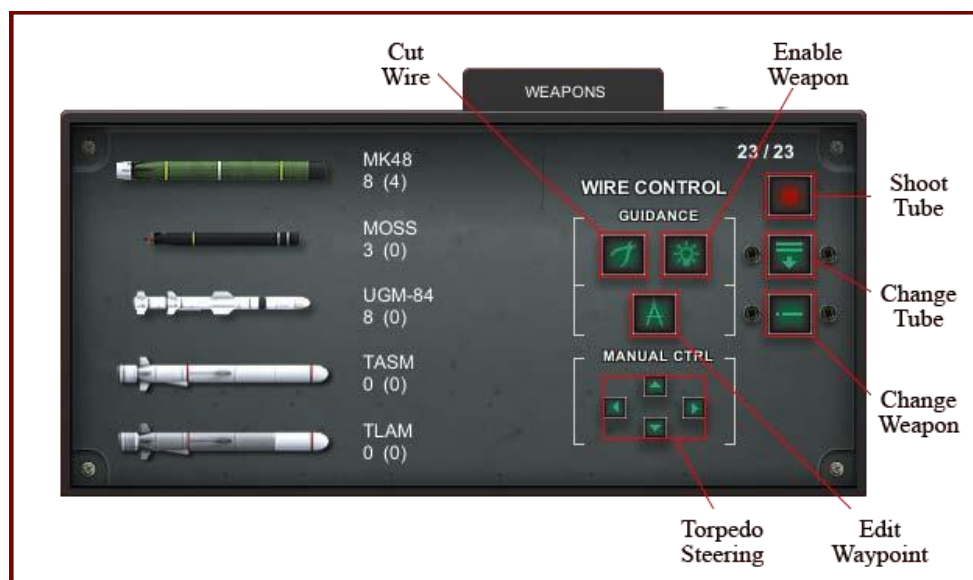 Cut
Wire
Enable
Weapon
WEAPONS
23 / 23
MK48
8 (4)
WIRE CONTROL
Shoot
Tube
GUIDANCE
MOSS
3 (0)
UGM-84
8 (0)
Change
Tube
MANUAL CTRL
TASM
0 (0)
Change
Weapon
TLAM
0 (0)
Torpedo
Steering
Edit
Waypoint